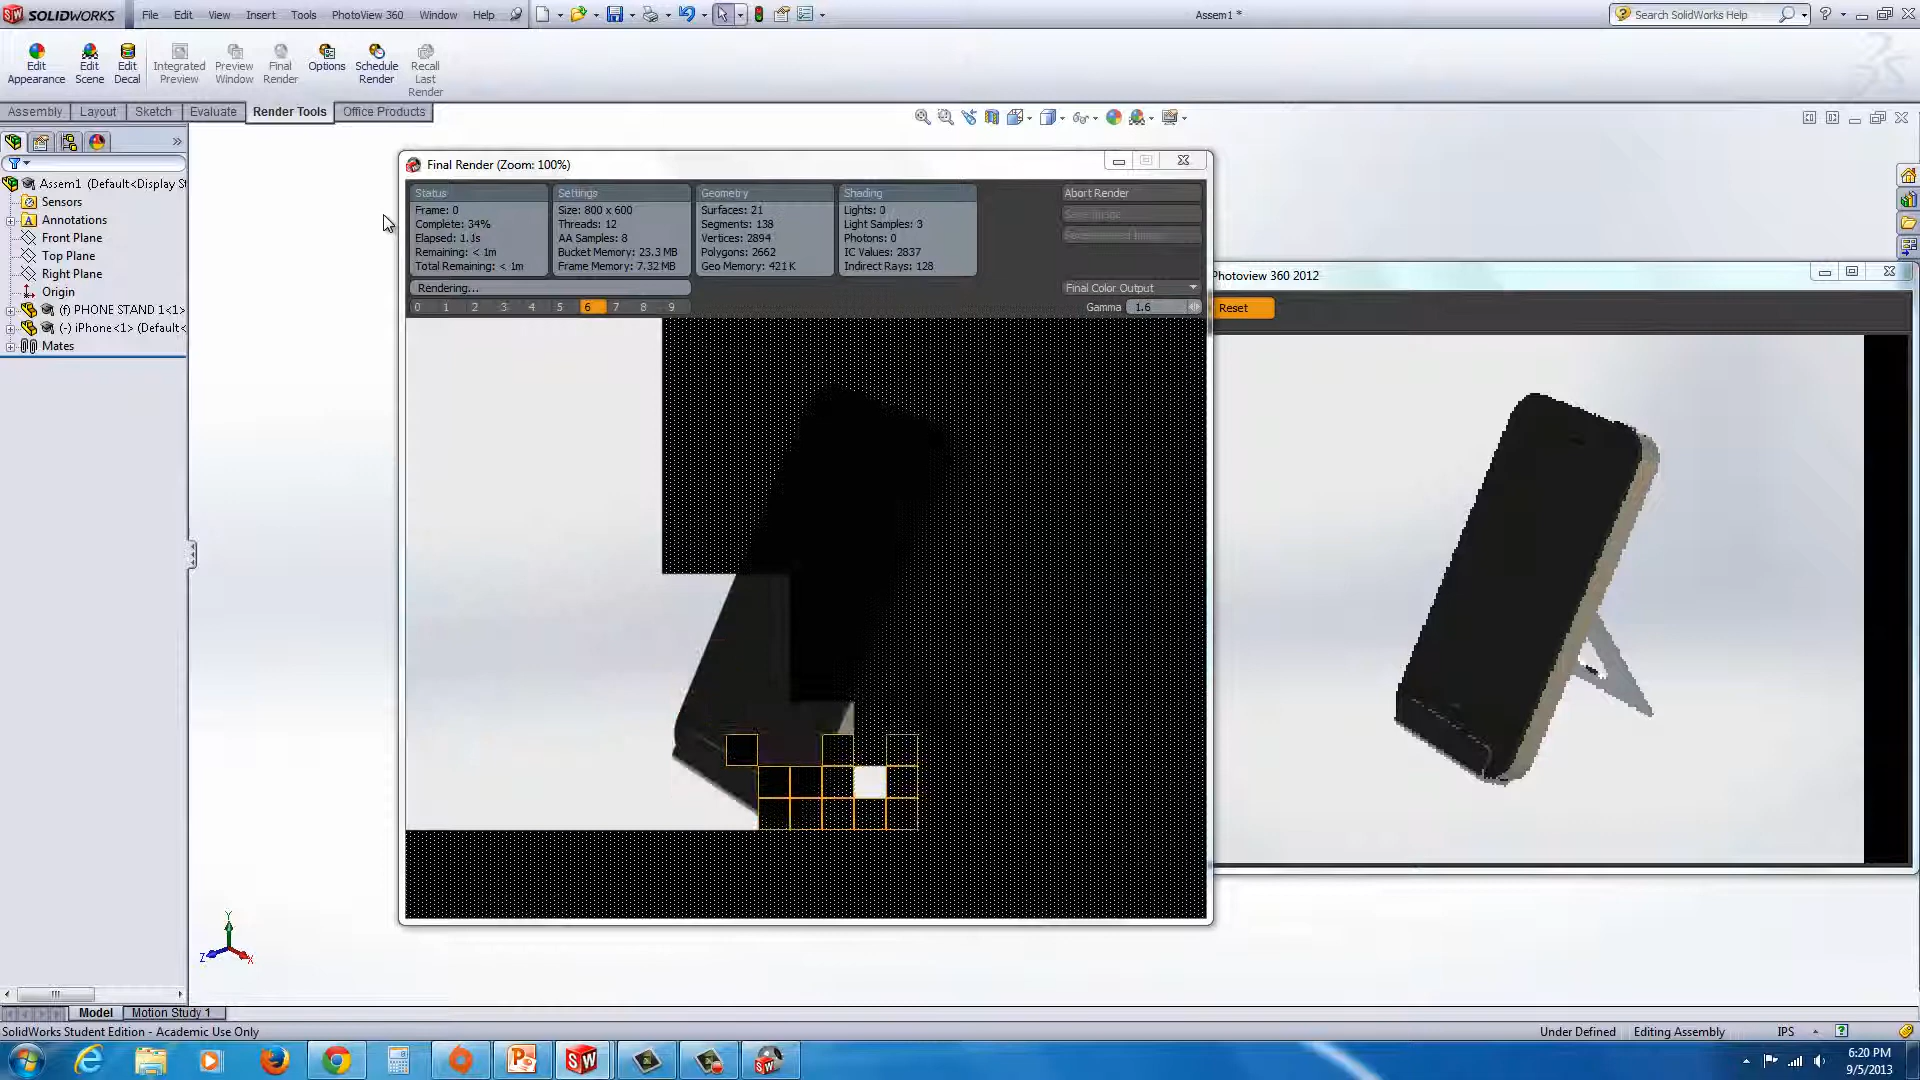 SOLIDWORKS File Edit View Insert Tools PhotoView 360 Window Help Assem1 * Search SolidWorks Help
Edit Appearance
Edit Scene
Edit Decal
Integrated Preview
Preview Window
Final Render
Options
Schedule Render
Recall Last Render
Assembly Layout Sketch Evaluate Render Tools Office Products
Assem1 (Default<Display St
Sensors
Annotations
Front Plane
Top Plane
Right Plane
Origin
(f) PHONE STAND 1<1>
(-) iPhone<1> (Default<
Mates
Final Render (Zoom: 100%)
Status
Frame: 0
Complete: 34%
Elapsed: 1.1s
Remaining: < 1m
Total Remaining: < 1m
Settings
Size: 800 x 600
Threads: 12
AA Samples: 8
Bucket Memory: 23.3 MB
Frame Memory: 7.32 MB
Geometry
Surfaces: 21
Segments: 138
Vertices: 2894
Polygons: 2662
Geo Memory: 421 K
Shading
Lights: 0
Light Samples: 3
Photons: 0
IC Values: 2837
Indirect Rays: 128
Abort Render
Save Image
Rendering...
Final Color Output
0 1 2 3 4 5 6 7 8 9
Gamma 1.6
Photoview 360 2012
Reset
Y
Z
X
Model Motion Study 1
SolidWorks Student Edition - Academic Use Only
Under Defined Editing Assembly IPS
6:20 PM
9/5/2013